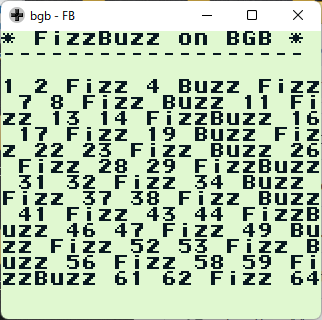 bgb - FB
* FizzBuzz on BGB *
--------------------
1 2 Fizz 4 Buzz Fizz
7 8 Fizz Buzz 11 Fi
zz 13 14 FizzBuzz 16
17 Fizz 19 Buzz Fiz
z 22 23 Fizz Buzz 26
Fizz 28 29 FizzBuzz
31 32 Fizz 34 Buzz
Fizz 37 38 Fizz Buzz
41 Fizz 43 44 FizzB
uzz 46 47 Fizz 49 Bu
zz Fizz 52 53 Fizz B
uzz 56 Fizz 58 59 Fi
zzBuzz 61 62 Fizz 64